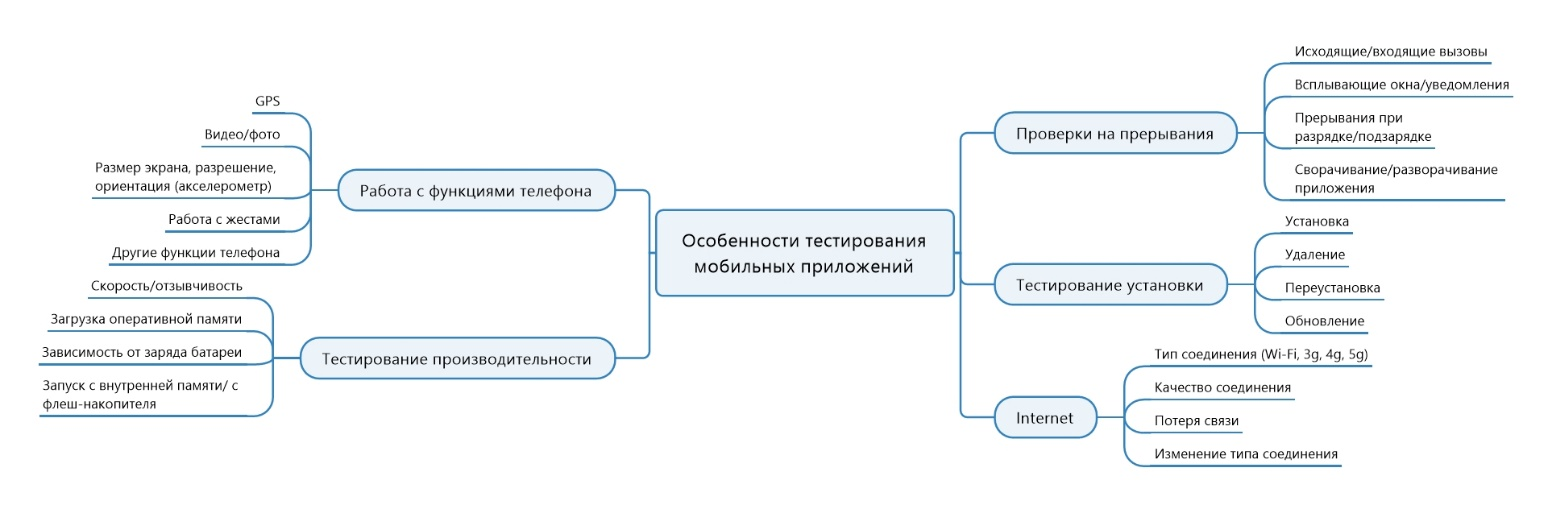 Особенности тестирования
мобильных приложений
Работа с функциями телефона
GPS
Видео/фото
Размер экрана, разрешение,
ориентация (акселерометр)
Работа с жестами
Другие функции телефона
Тестирование производительности
Скорость/отзывчивость
Загрузка оперативной памяти
Зависимость от заряда батареи
Запуск с внутренней памяти/ с
флеш-накопителя
Проверки на прерывания
Исходящие/входящие вызовы
Всплывающие окна/уведомления
Прерывания при
разрядке/подзарядке
Сворачивание/разворачивание
приложения
Тестирование установки
Установка
Удаление
Переустановка
Обновление
Internet
Тип соединения (Wi-Fi, 3g, 4g, 5g)
Качество соединения
Потеря связи
Изменение типа соединения